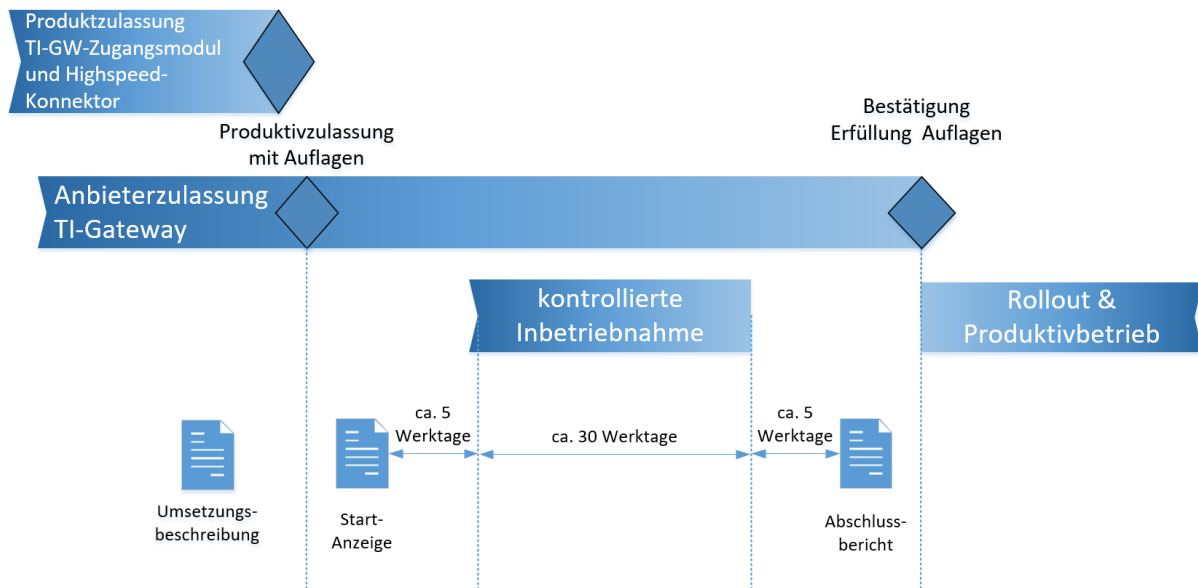 Produktzulassung
TI-GW-Zugangsmodul
und Highspeed-
Konnektor
Produktivzulassung
mit Auflagen
Bestätigung
Erfüllung Auflagen
Anbieterzulassung
TI-Gateway
kontrollierte
Inbetriebnahme
Rollout &
Produktivbetrieb
ca. 5
Werktage
ca. 30 Werktage
ca. 5
Werktage
Umsetzungs-
beschreibung
Start-
Anzeige
Abschluss-
bericht